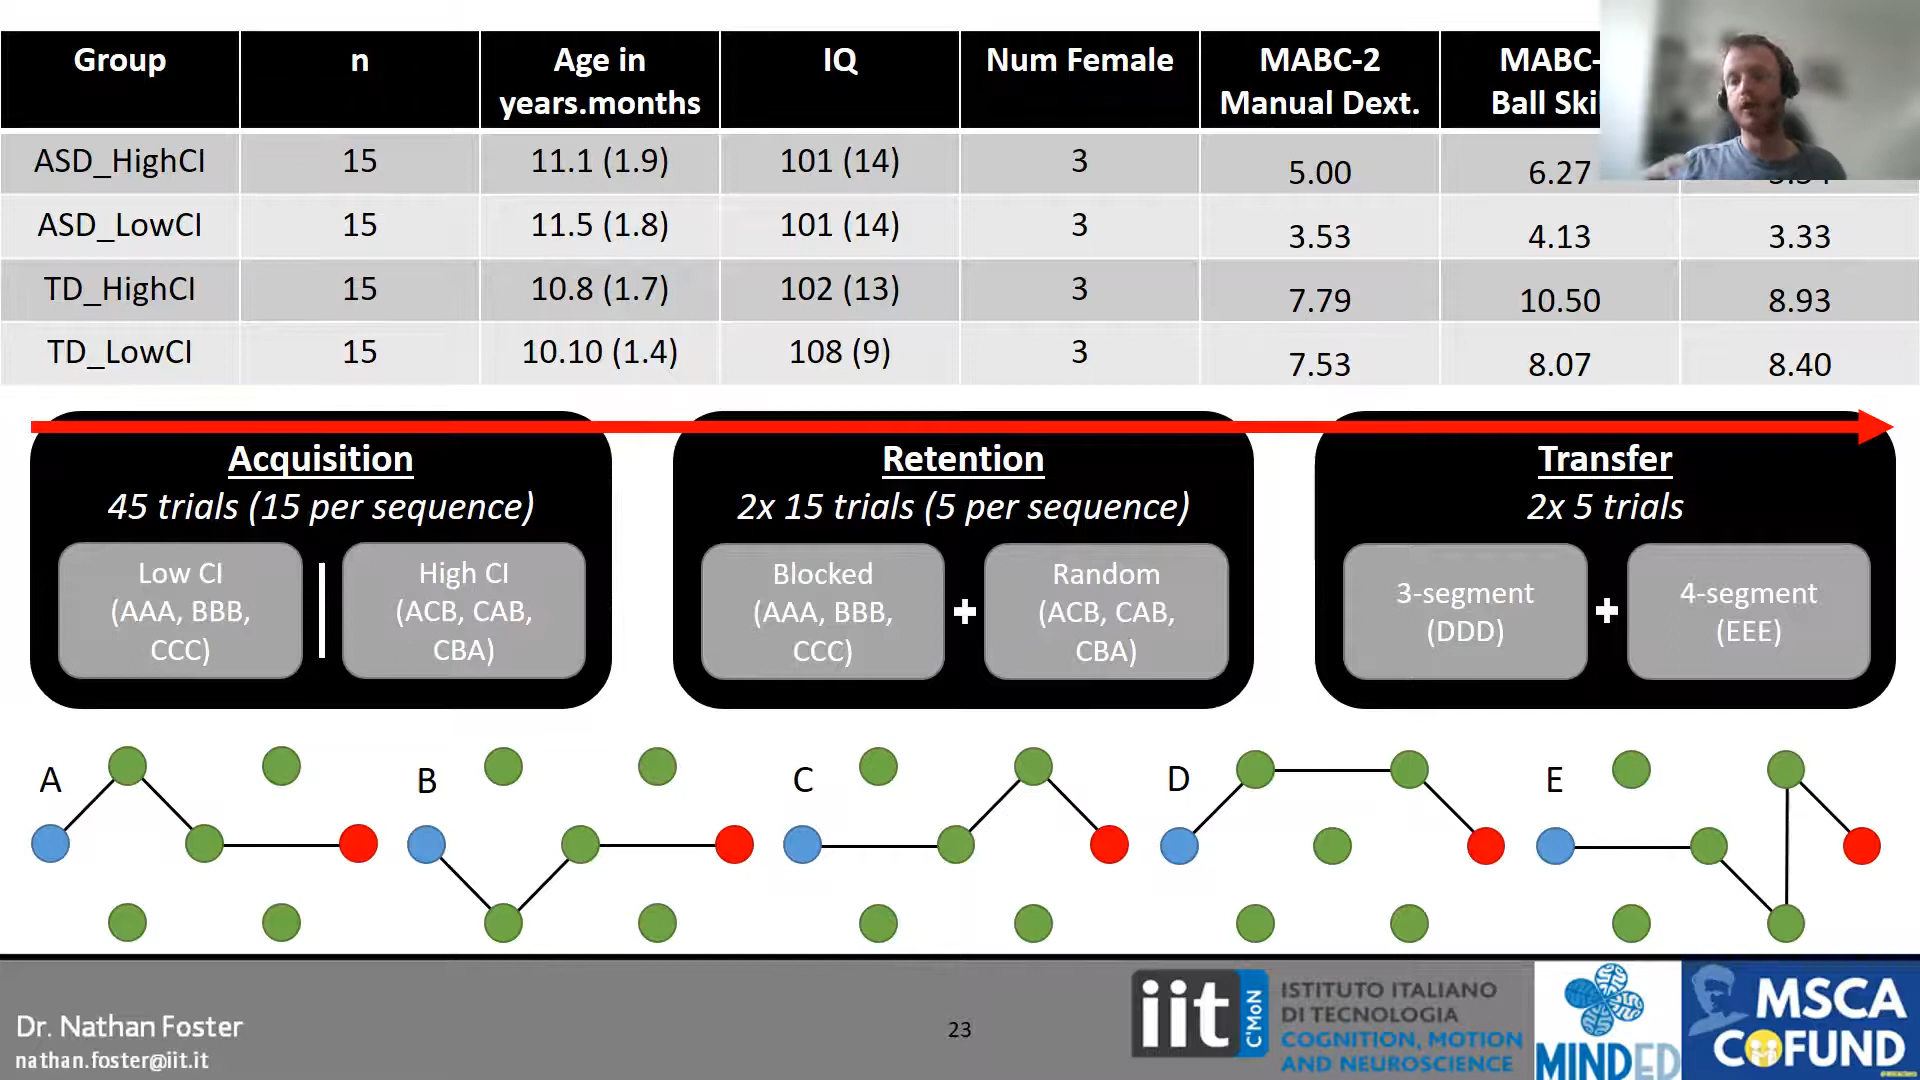 Group n Age in years.months IQ Num Female MABC-2 Manual Dext. MABC- Ball
ASD_HighCI 15 11.1 (1.9) 101 (14) 3 5.00 6.27
ASD_LowCI 15 11.5 (1.8) 101 (14) 3 3.53 4.13 3.33
TD_HighCI 15 10.8 (1.7) 102 (13) 3 7.79 10.50 8.93
TD_LowCI 15 10.10 (1.4) 108 (9) 3 7.53 8.07 8.40
Acquisition
45 trials (15 per sequence)
Low CI
(AAA, BBB,
CCC)
High CI
(ACB, CAB,
CBA)
Retention
2x 15 trials (5 per sequence)
Blocked
(AAA, BBB,
CCC)
+
Random
(ACB, CAB,
CBA)
Transfer
2x 5 trials
3-segment
(DDD)
+
4-segment
(EEE)
A B C D E
Dr. Nathan Foster
nathan.foster@iit.it
23
iit
C'MoN
ISTITUTO ITALIANO
DI TECNOLOGIA
COGNITION, MOTION
AND NEUROSCIENCE
MINDED
MSCA
COFUND